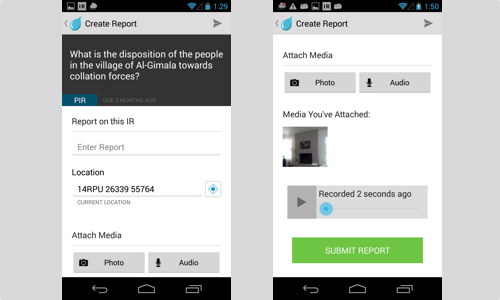 IR 1:29
Create Report
What is the disposition of the people
in the village of Al-Gimala towards
collation forces?
PIR DUE 2 MONTHS AGO
Report on this IR
Enter Report
Location
14RPU 26339 55764
CURRENT LOCATION
Attach Media
Photo Audio
IR 1:50
Create Report
Attach Media
Photo Audio
Media You've Attached:
Recorded 2 seconds ago
SUBMIT REPORT